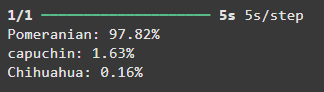 1/1 ━━━━━━━━━━━━━━━━━━━━ 5s 5s/step
Pomeranian: 97.82%
capuchin: 1.63%
Chihuahua: 0.16%